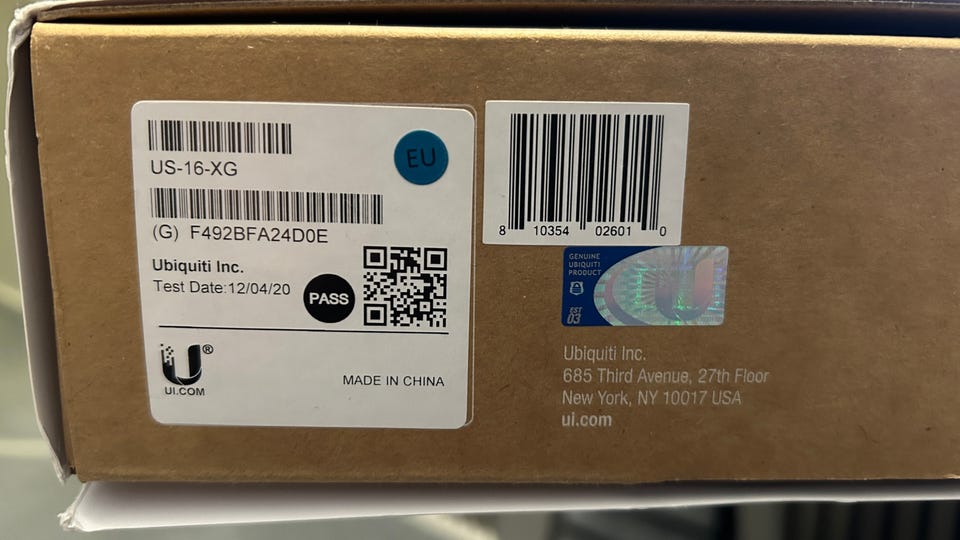 US-16-XG
EU
(G) F492BFA24D0E
Ubiquiti Inc.
Test Date:12/04/20
PASS
U®
UI.COM
MADE IN CHINA
8 10354 02601 0
GENUINE
UBIQUITI
PRODUCT
EST
03
U
Ubiquiti Inc.
685 Third Avenue, 27th Floor
New York, NY 10017 USA
ui.com